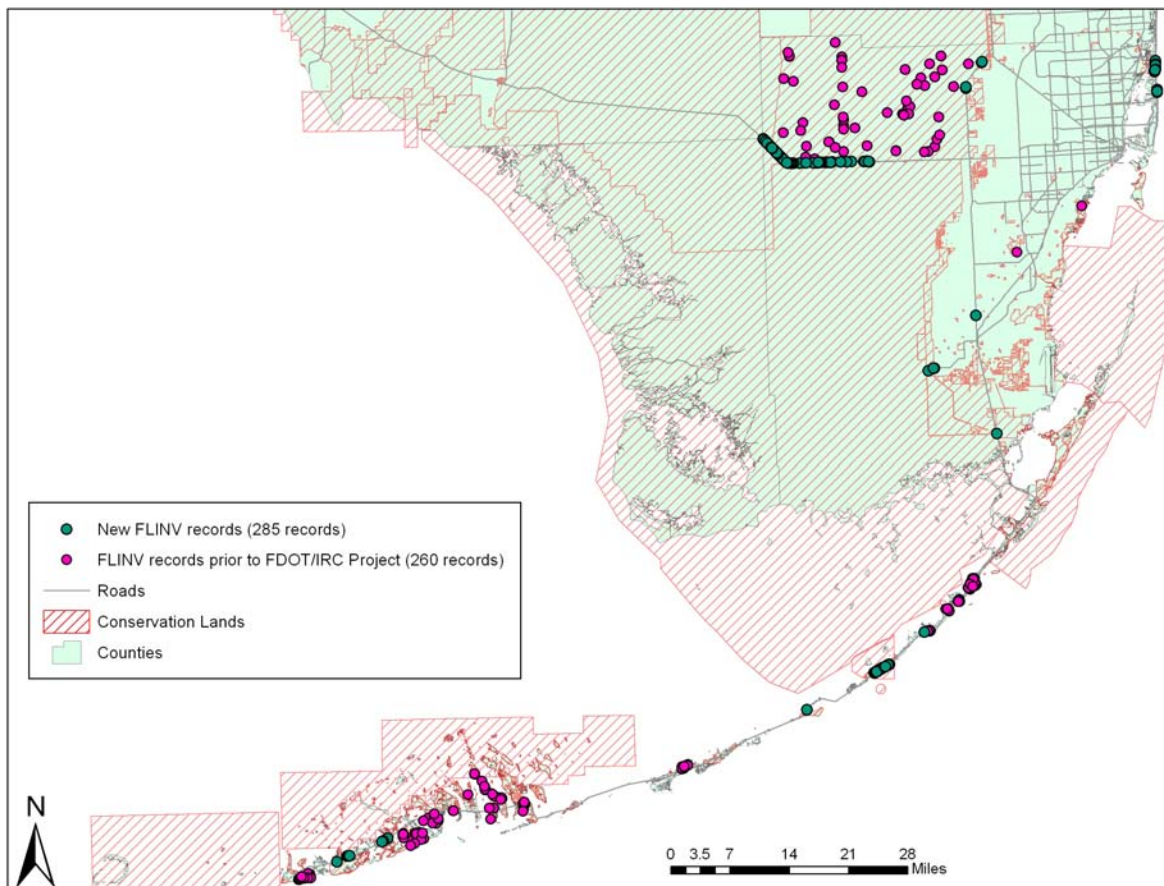 New FLINV records (285 records)
FLINV records prior to FDOT/IRC Project (260 records)
Roads
Conservation Lands
Counties
N
0 3.5 7 14 21 28
Miles